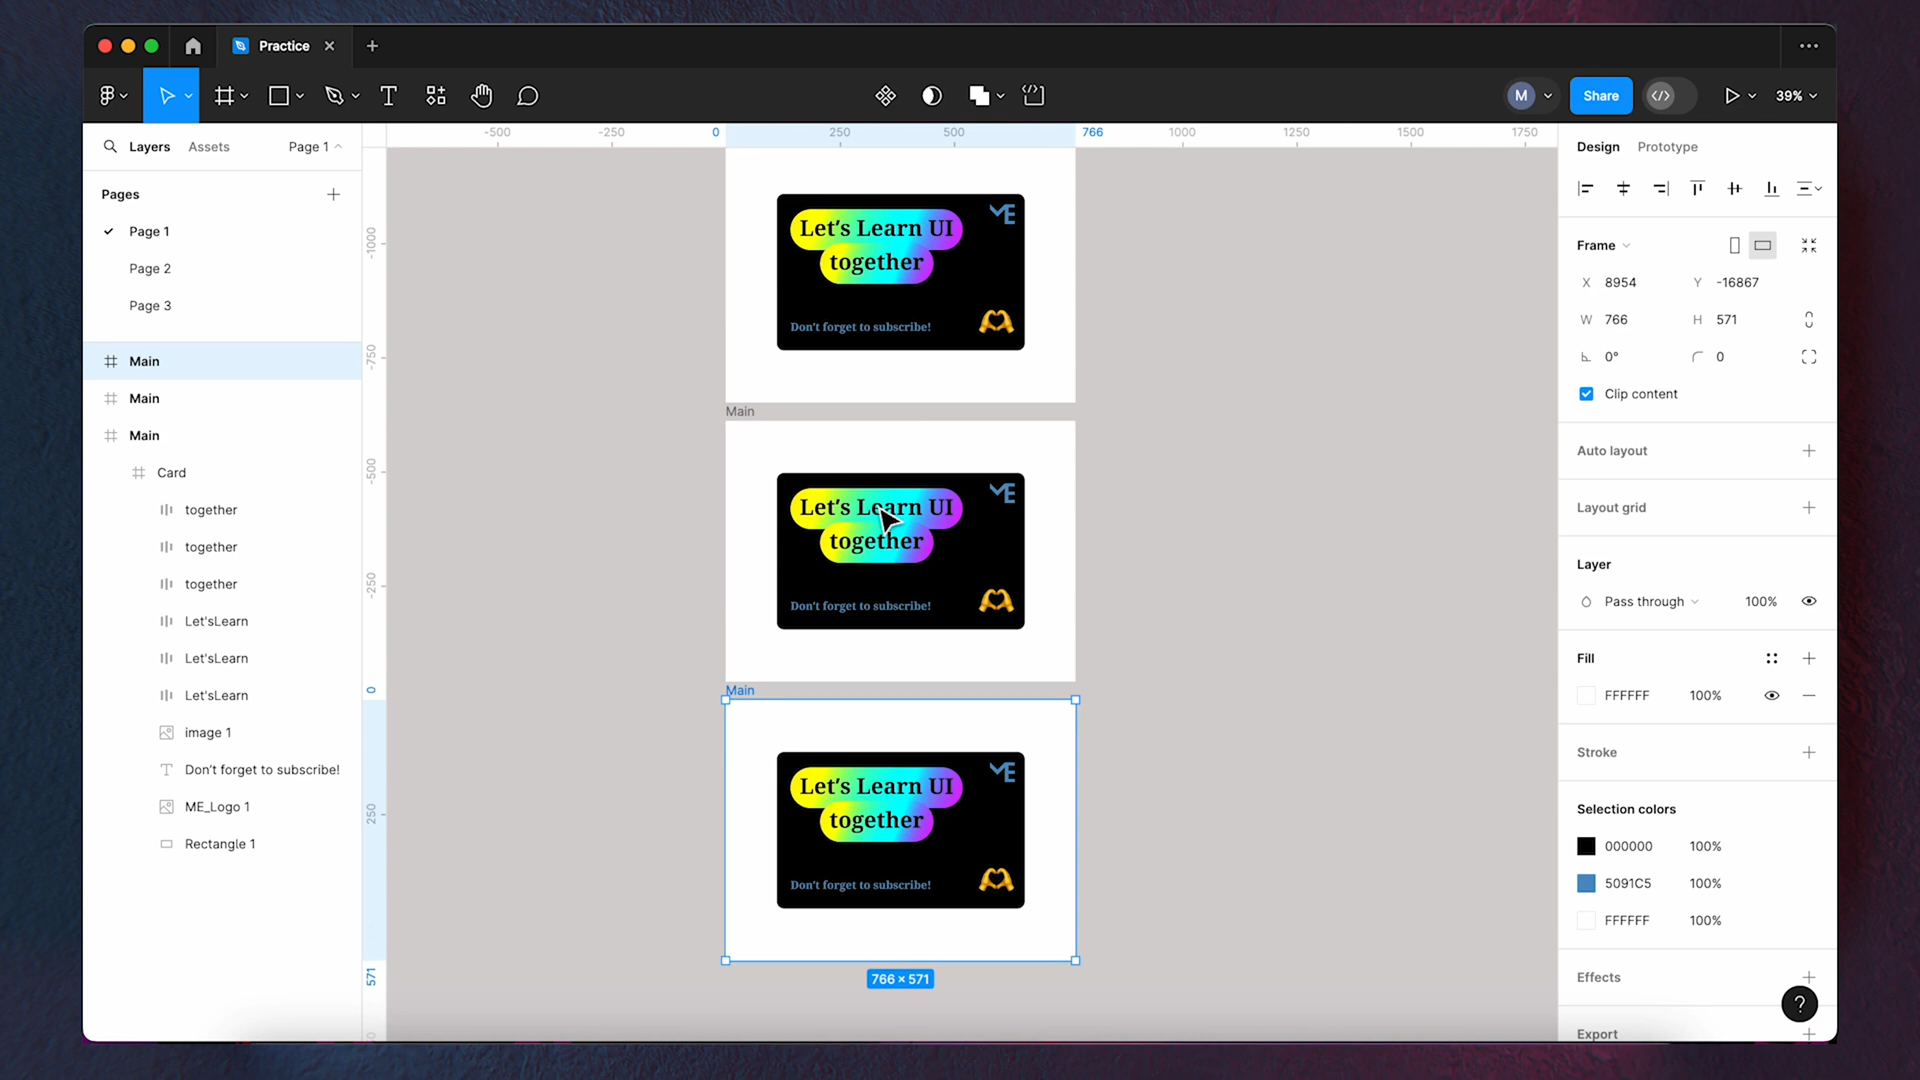 Practice
M
Share
39%
Layers
Assets
Page 1
-500
-250
0
250
500
766
1000
1250
1500
1750
Design
Prototype
Pages
Page 1
Page 2
Page 3
Main
Main
Main
Card
together
together
together
Let'sLearn
Let'sLearn
Let'sLearn
image 1
Don't forget to subscribe!
ME_Logo 1
Rectangle 1
-1000
-750
-500
-250
0
250
571
Let's Learn UI
together
ME
Don't forget to subscribe!
Main
Let's Learn UI
together
ME
Don't forget to subscribe!
Main
Let's Learn UI
together
ME
Don't forget to subscribe!
766 × 571
Frame
X 8954 Y -16867
W 766 H 571
0° 0
Clip content
Auto layout
Layout grid
Layer
Pass through 100%
Fill
FFFFFF 100%
Stroke
Selection colors
000000 100%
5091C5 100%
FFFFFF 100%
Effects
?
Export